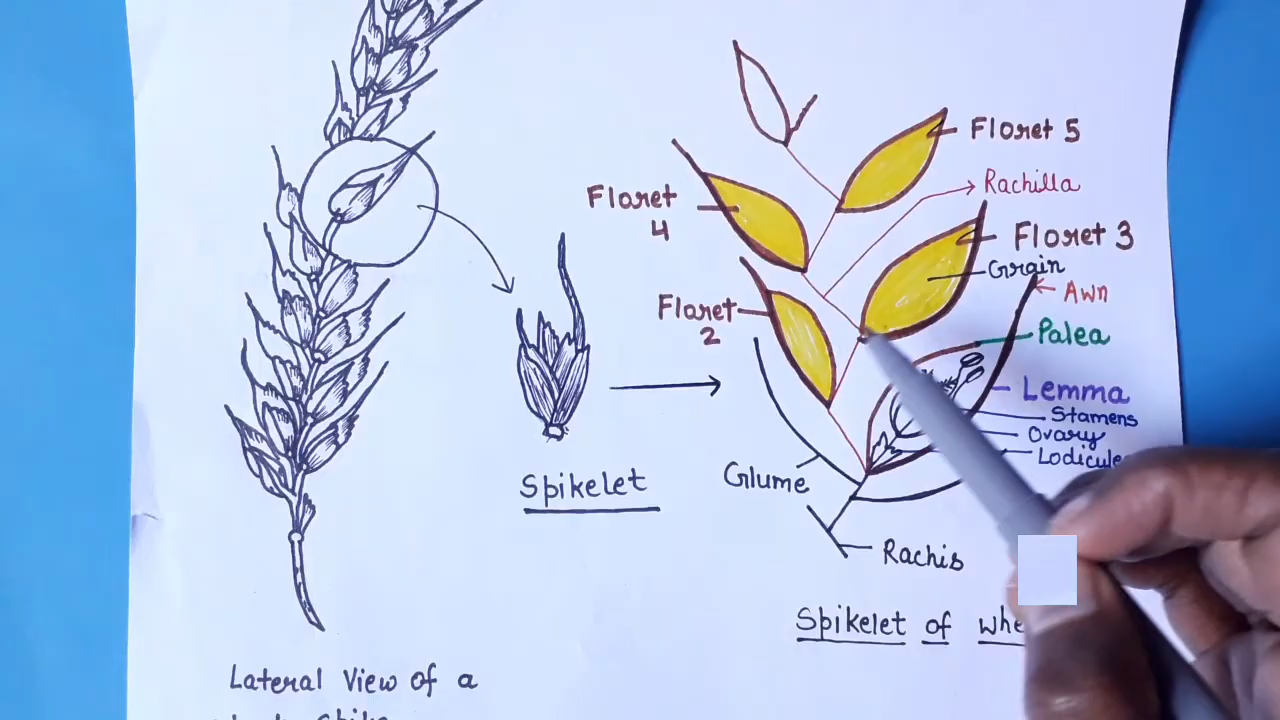 Floret 5
Rachilla
Floret
4
Floret 3
Grain
Awn
Floret
2
Palea
Lemma
Stamens
Ovary
Lodicules
Glume
Spikelet
Rachis
Spikelet of
Lateral View of a